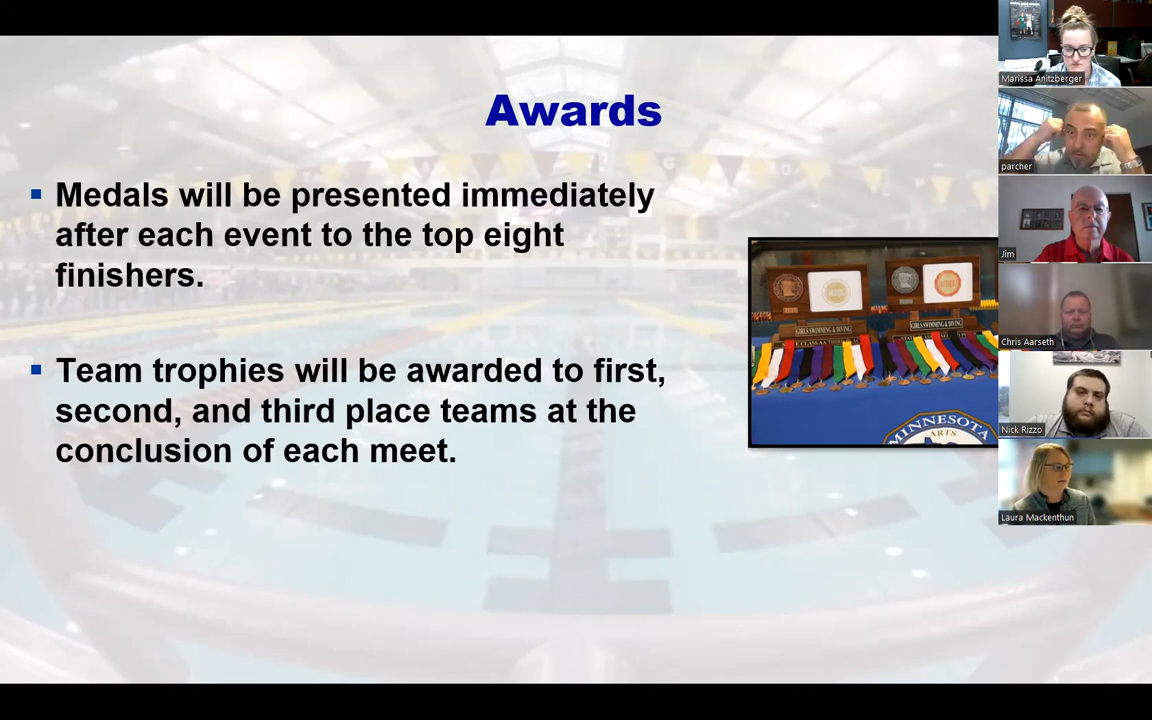 Awards
Medals will be presented immediately
after each event to the top eight
finishers.
Team trophies will be awarded to first,
second, and third place teams at the
conclusion of each meet.
GIRLS SWIMMING & DIVING
GIRLS SWIMMING & DIVING
MINNESOTA
ARTS
Marissa Anitzberger
parcher
Jim
Chris Aarseth
Nick Rizzo
Laura Mackenthun